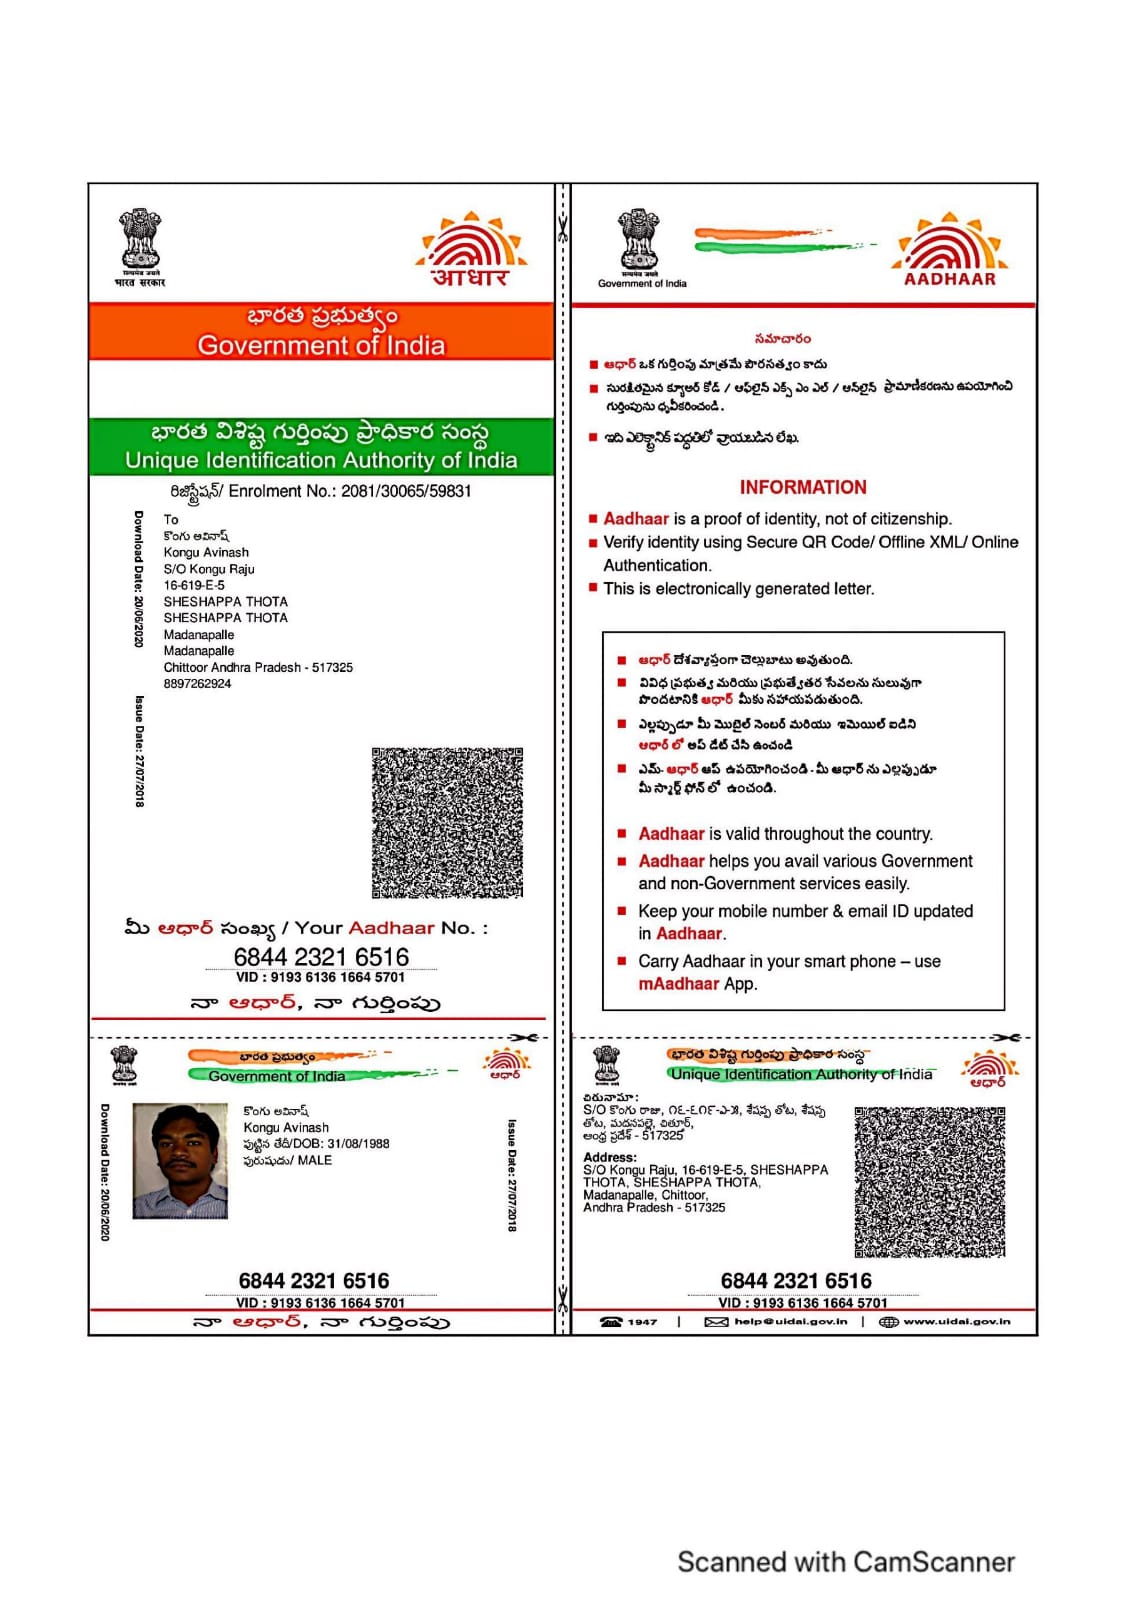 सत्यमेव जयते
भारत सरकार
आधार
భారత ప్రభుత్వం
Government of India
భారత విశిష్ట గుర్తింపు ప్రాధికార సంస్థ
Unique Identification Authority of India
రిజిస్ట్రేషన్/ Enrolment No.: 2081/30065/59831
Download Date: 20/06/2020
Issue Date: 27/07/2018
To
కొంగు అవినాష్
Kongu Avinash
S/O Kongu Raju
16-619-E-5
SHESHAPPA THOTA
SHESHAPPA THOTA
Madanapalle
Madanapalle
Chittoor Andhra Pradesh - 517325
8897262924
మీ ఆధార్ సంఖ్య / Your Aadhaar No. :
6844 2321 6516
VID : 9193 6136 1664 5701
నా ఆధార్, నా గుర్తింపు
सत्यमेव जयते
Government of India
AADHAAR
సమాచారం
ఆధార్ ఒక గుర్తింపు మాత్రమే పౌరసత్వం కాదు
సురక్షితమైన క్యూఆర్ కోడ్ / ఆఫ్‌లైన్ ఎక్స్ ఎం ఎల్ / ఆన్‌లైన్ ప్రామాణీకరణను ఉపయోగించి
గుర్తింపును ధృవీకరించండి.
ఇది ఎలెక్ట్రానిక్ పద్ధతిలో వ్రాయబడిన లేఖ.
INFORMATION
Aadhaar is a proof of identity, not of citizenship.
Verify identity using Secure QR Code/ Offline XML/ Online
Authentication.
This is electronically generated letter.
ఆధార్ దేశవ్యాప్తంగా చెల్లుబాటు అవుతుంది.
వివిధ ప్రభుత్వ మరియు ప్రభుత్వేతర సేవలను సులువుగా
పొందటానికి ఆధార్ మీకు సహాయపడుతుంది.
ఎల్లప్పుడూ మీ మొబైల్ నెంబర్ మరియు ఇమెయిల్ ఐడిని
ఆధార్ లో అప్ డేట్ చేసి ఉంచండి
ఎమ్- ఆధార్ ఆప్ ఉపయోగించండి - మీ ఆధార్ ను ఎల్లప్పుడూ
మీ స్మార్ట్ ఫోన్ లో ఉంచండి.
Aadhaar is valid throughout the country.
Aadhaar helps you avail various Government
and non-Government services easily.
Keep your mobile number & email ID updated
in Aadhaar.
Carry Aadhaar in your smart phone – use
mAadhaar App.
భారత ప్రభుత్వం
Government of India
ఆధార్
Download Date: 20/06/2020
కొంగు అవినాష్
Kongu Avinash
పుట్టిన తేదీ/DOB: 31/08/1988
పురుషుడు/ MALE
Issue Date: 27/07/2018
6844 2321 6516
VID : 9193 6136 1664 5701
నా ఆధార్, నా గుర్తింపు
భారత విశిష్ట గుర్తింపు ప్రాధికార సంస్థ
Unique Identification Authority of India
ఆధార్
చిరునామా :
S/O కొంగు రాజు, ౧౬-౬౧౯-ఎ-౫, శేషప్ప తోట, శేషప్ప
తోట, మదనపల్లె, చితూర్,
ఆంధ్ర ప్రదేశ్ - 517325
Address:
S/O Kongu Raju, 16-619-E-5, SHESHAPPA
THOTA, SHESHAPPA THOTA,
Madanapalle, Chittoor,
Andhra Pradesh - 517325
6844 2321 6516
VID : 9193 6136 1664 5701
1947 | help@uidai.gov.in | www.uidai.gov.in
Scanned with CamScanner